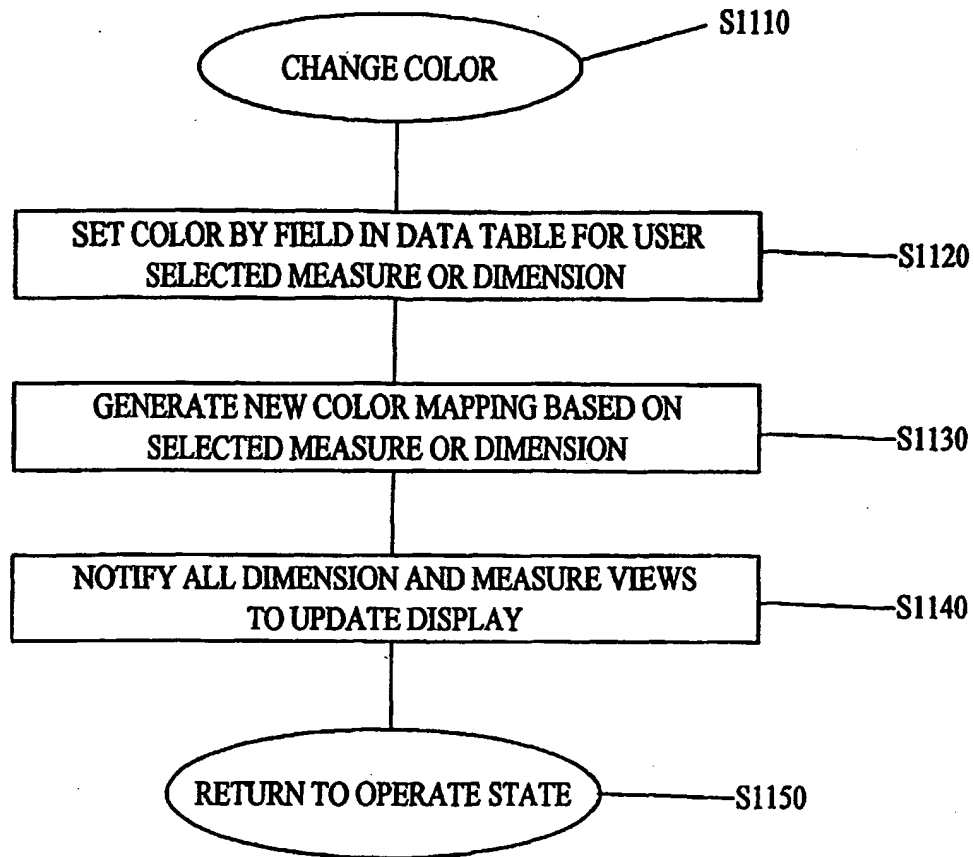 S1110
CHANGE COLOR
SET COLOR BY FIELD IN DATA TABLE FOR USER
SELECTED MEASURE OR DIMENSION
S1120
GENERATE NEW COLOR MAPPING BASED ON
SELECTED MEASURE OR DIMENSION
S1130
NOTIFY ALL DIMENSION AND MEASURE VIEWS
TO UPDATE DISPLAY
S1140
RETURN TO OPERATE STATE
S1150